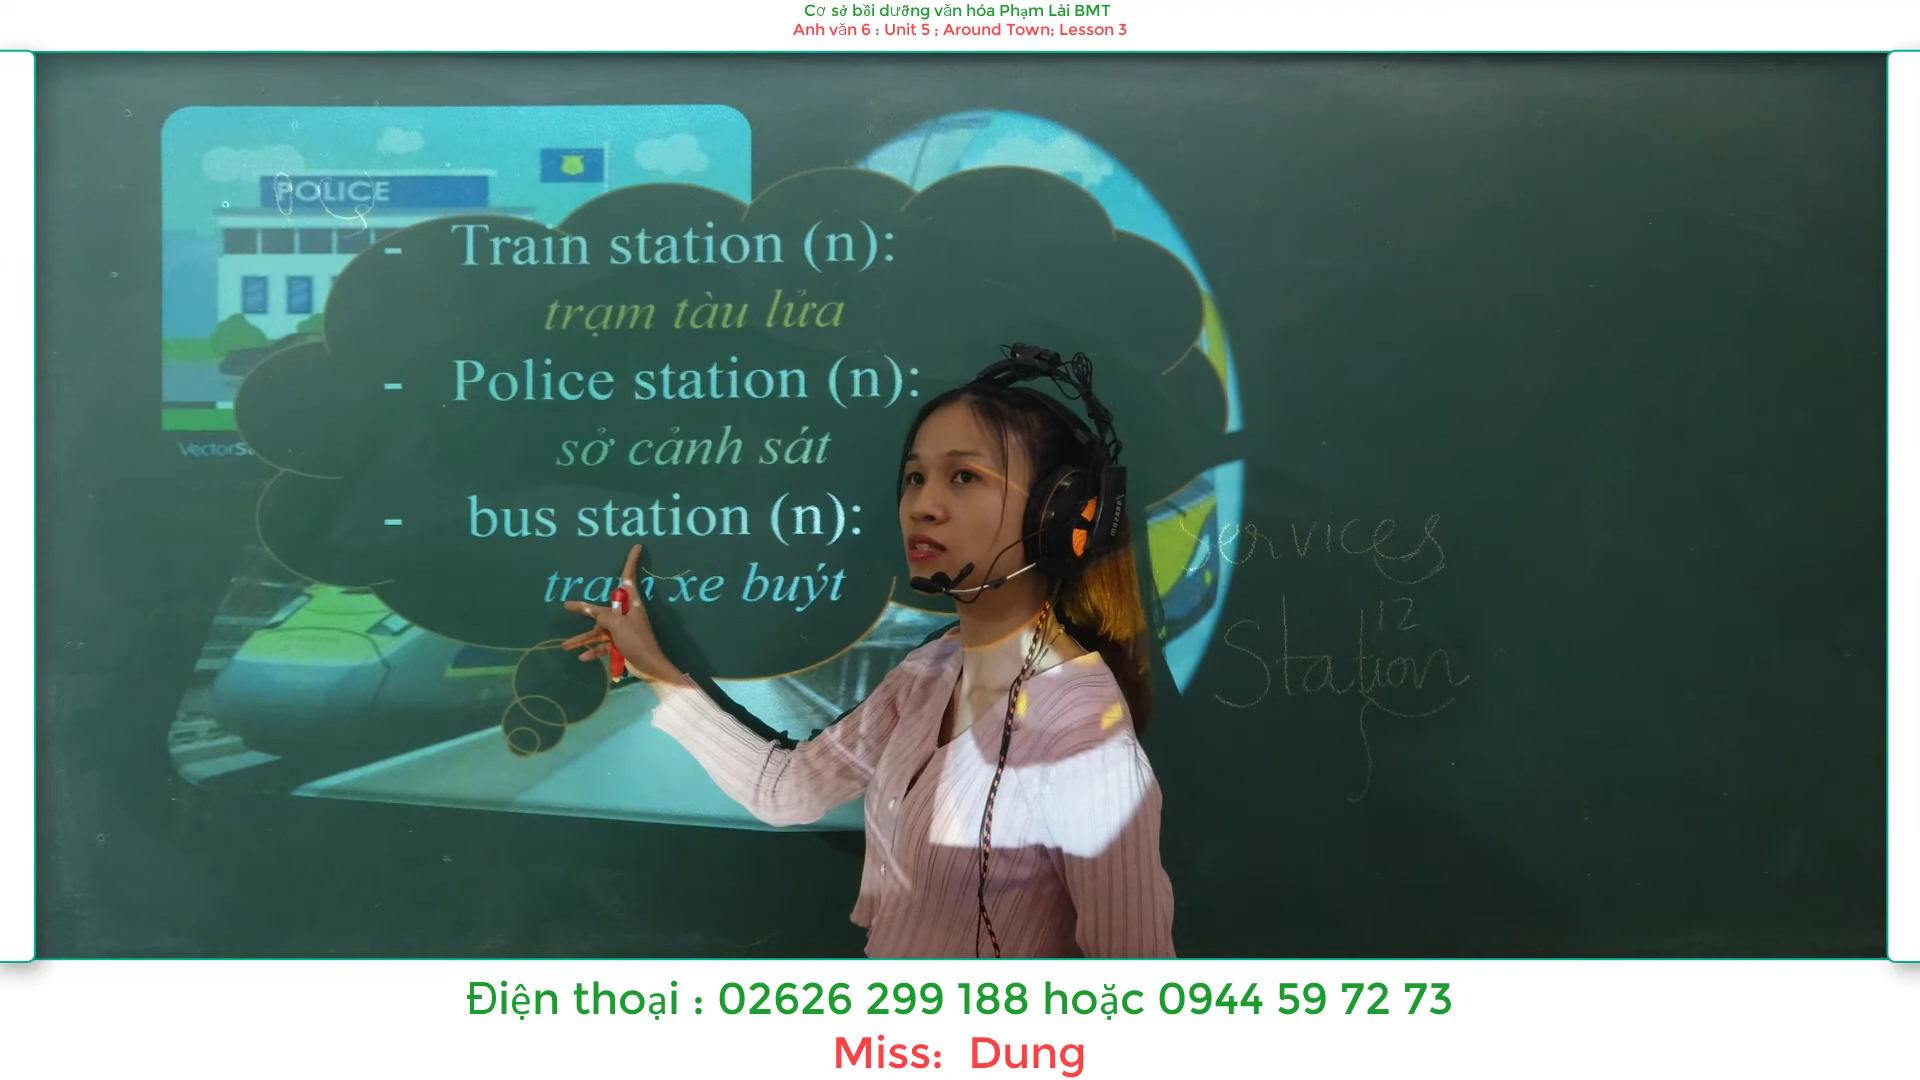 Cơ sở bồi dưỡng văn hóa Phạm Lài BMT
Anh văn 6 : Unit 5 ; Around Town; Lesson 3
POLICE
- Train station (n):
trạm tàu lửa
- Police station (n):
sở cảnh sát
- bus station (n):
trạm xe buýt
Services
12
Station
Điện thoại : 02626 299 188 hoặc 0944 59 72 73
Miss: Dung